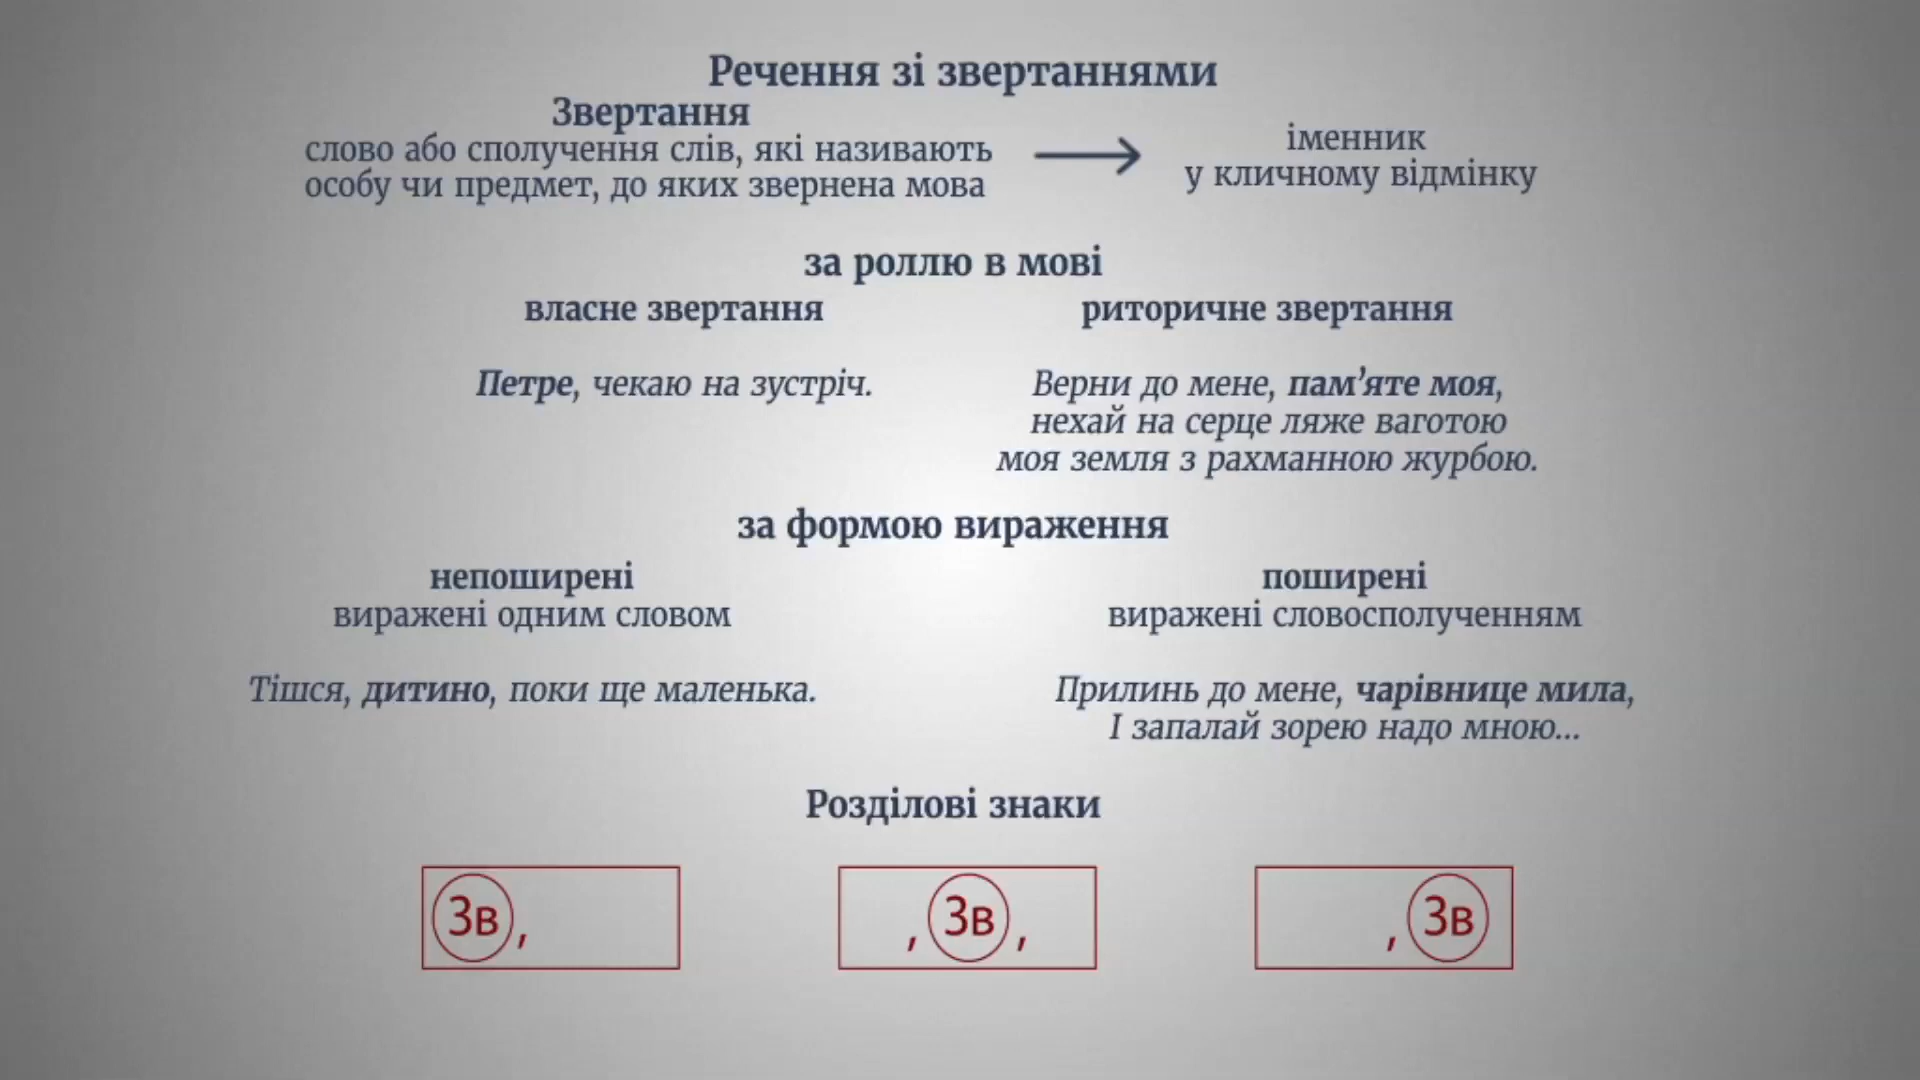 Речення зі звертаннями
Звертання
слово або сполучення слів, які називають
особу чи предмет, до яких звернена мова
іменник
у кличному відмінку
за роллю в мові
власне звертання
Петре, чекаю на зустріч.
риторичне звертання
Верни до мене, пам’яте моя,
нехай на серце ляже ваготою
моя земля з рахманною журбою.
за формою вираження
непоширені
виражені одним словом
Тішся, дитино, поки ще маленька.
поширені
виражені словосполученням
Прилинь до мене, чарівнице мила,
І запалай зорею надо мною...
Розділові знаки
Зв ,
, Зв ,
, Зв